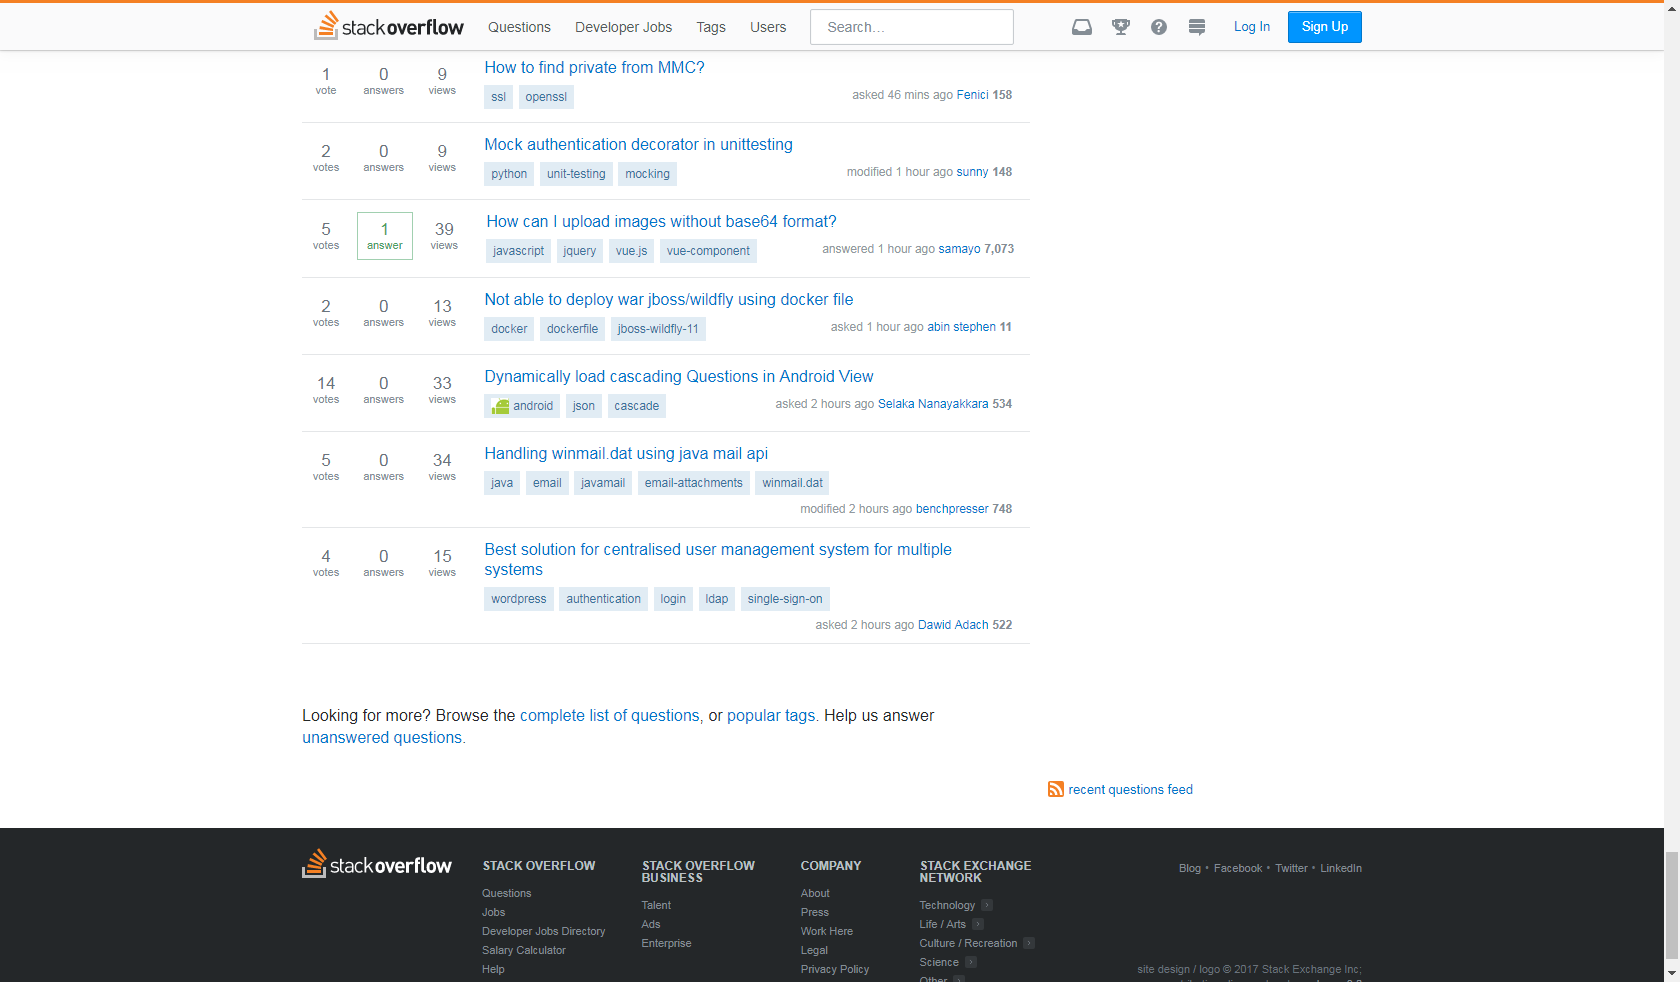 stackoverflow Questions Developer Jobs Tags Users Search... Log In Sign Up
1 0 9 How to find private from MMC?
vote answers views ssl openssl asked 46 mins ago Fenici 158
2 0 9 Mock authentication decorator in unittesting
votes answers views python unit-testing mocking modified 1 hour ago sunny 148
5 1 39 How can I upload images without base64 format?
votes answer views javascript jquery vue.js vue-component answered 1 hour ago samayo 7,073
2 0 13 Not able to deploy war jboss/wildfly using docker file
votes answers views docker dockerfile jboss-wildfly-11 asked 1 hour ago abin stephen 11
14 0 33 Dynamically load cascading Questions in Android View
votes answers views android json cascade asked 2 hours ago Selaka Nanayakkara 534
5 0 34 Handling winmail.dat using java mail api
votes answers views java email javamail email-attachments winmail.dat
modified 2 hours ago benchpresser 748
4 0 15 Best solution for centralised user management system for multiple
votes answers views systems
wordpress authentication login ldap single-sign-on
asked 2 hours ago Dawid Adach 522
Looking for more? Browse the complete list of questions, or popular tags. Help us answer
unanswered questions.
recent questions feed
stackoverflow
STACK OVERFLOW
Questions
Jobs
Developer Jobs Directory
Salary Calculator
Help
STACK OVERFLOW
BUSINESS
Talent
Ads
Enterprise
COMPANY
About
Press
Work Here
Legal
Privacy Policy
STACK EXCHANGE
NETWORK
Technology
Life / Arts
Culture / Recreation
Science
Other
Blog • Facebook • Twitter • LinkedIn
site design / logo © 2017 Stack Exchange Inc;